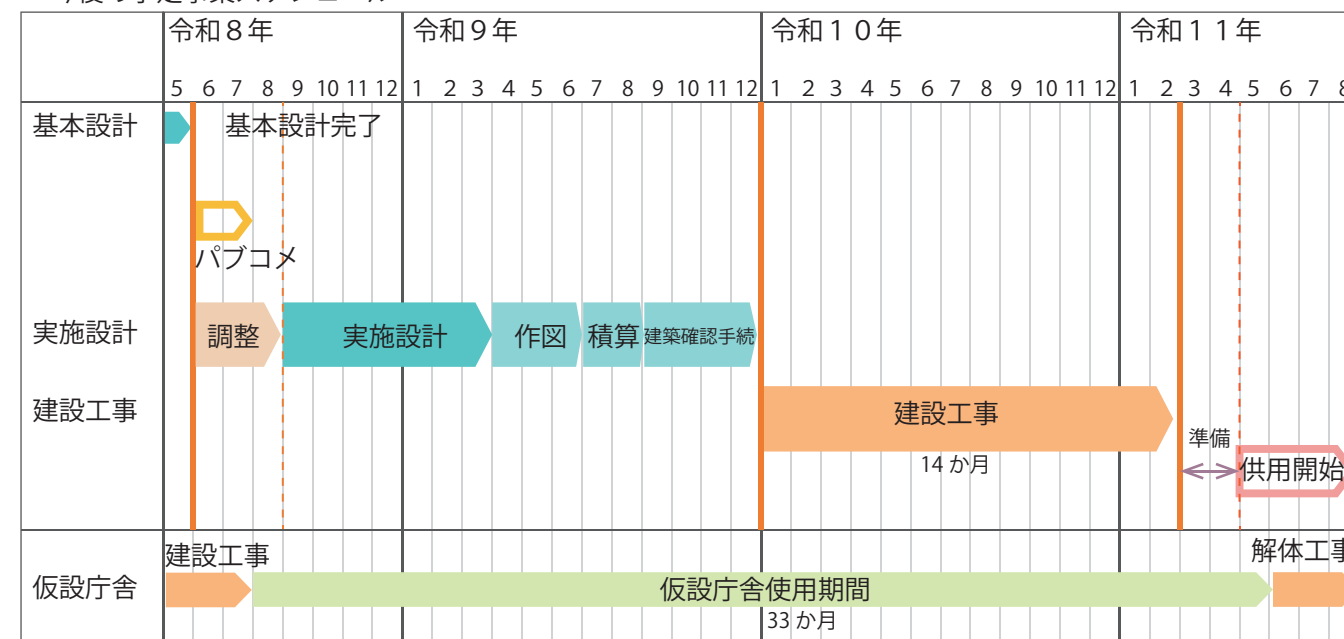 令和８年 令和９年 令和１０年 令和１１年
5 6 7 8 9 10 11 12 1 2 3 4 5 6 7 8 9 10 11 12 1 2 3 4 5 6 7 8 9 10 11 12 1 2 3 4 5 6 7
基本設計 基本設計完了
パブコメ
実施設計 調整 実施設計 作図 積算 建築確認手続
建設工事 建設工事
準備
14 か月
供用開始
建設工事 解体工事
仮設庁舎 仮設庁舎使用期間
33 か月